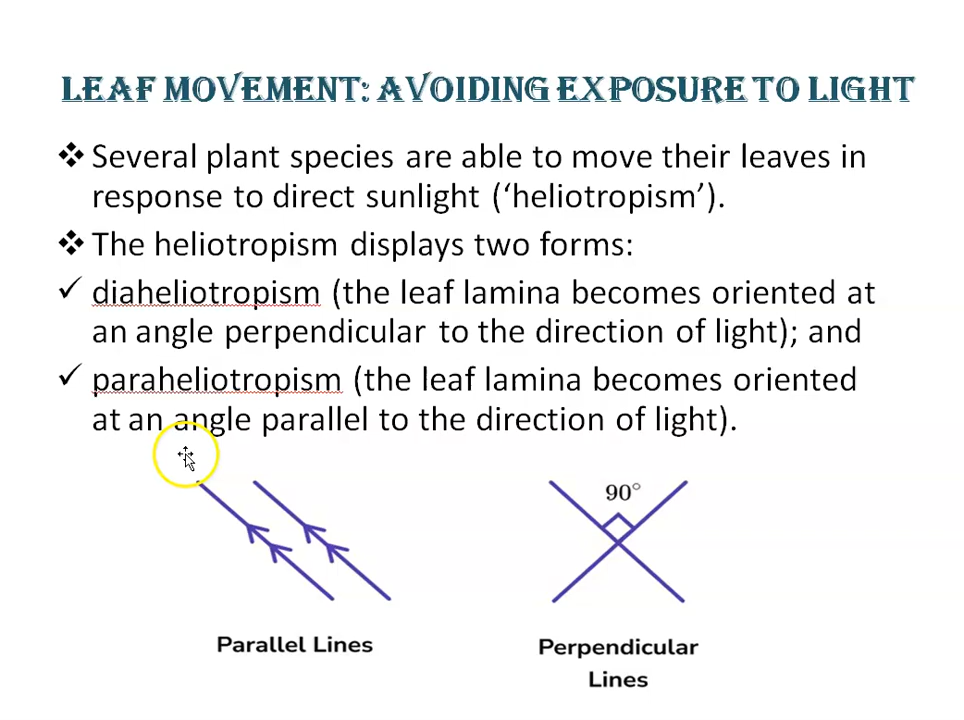 LEAF MOVEMENT: AVOIDING EXPOSURE TO LIGHT
❖ Several plant species are able to move their leaves in
response to direct sunlight (‘heliotropism’).
❖ The heliotropism displays two forms:
✓ diaheliotropism (the leaf lamina becomes oriented at
an angle perpendicular to the direction of light); and
✓ paraheliotropism (the leaf lamina becomes oriented
at an angle parallel to the direction of light).
90°
Parallel Lines
Perpendicular
Lines